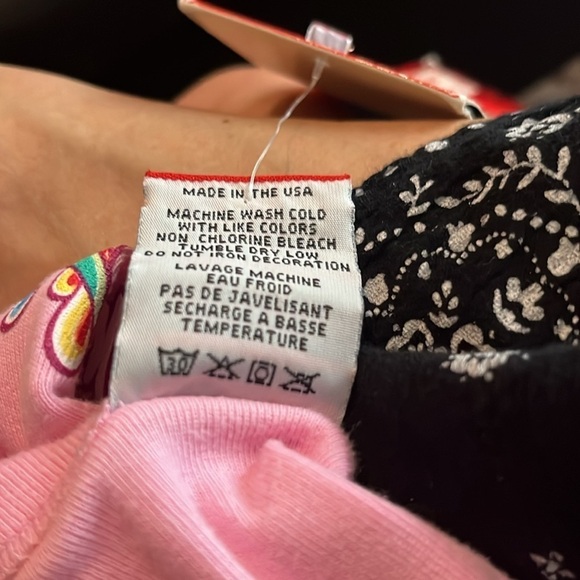 MADE IN THE USA
MACHINE WASH COLD
WITH LIKE COLORS
NON CHLORINE BLEACH
TUMBLE DRY LOW
DO NOT IRON DECORATION
LAVAGE MACHINE
EAU FROID
PAS DE JAVELISANT
SECHARGE A BASSE
TEMPERATURE
30